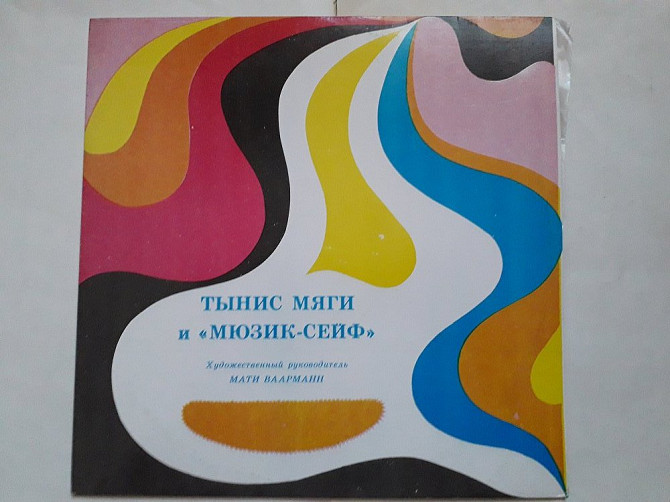 ТЫНИС МЯГИ
и «МЮЗИК-СЕЙФ»
Художественный руководитель
МАТИ ВААРМАНН